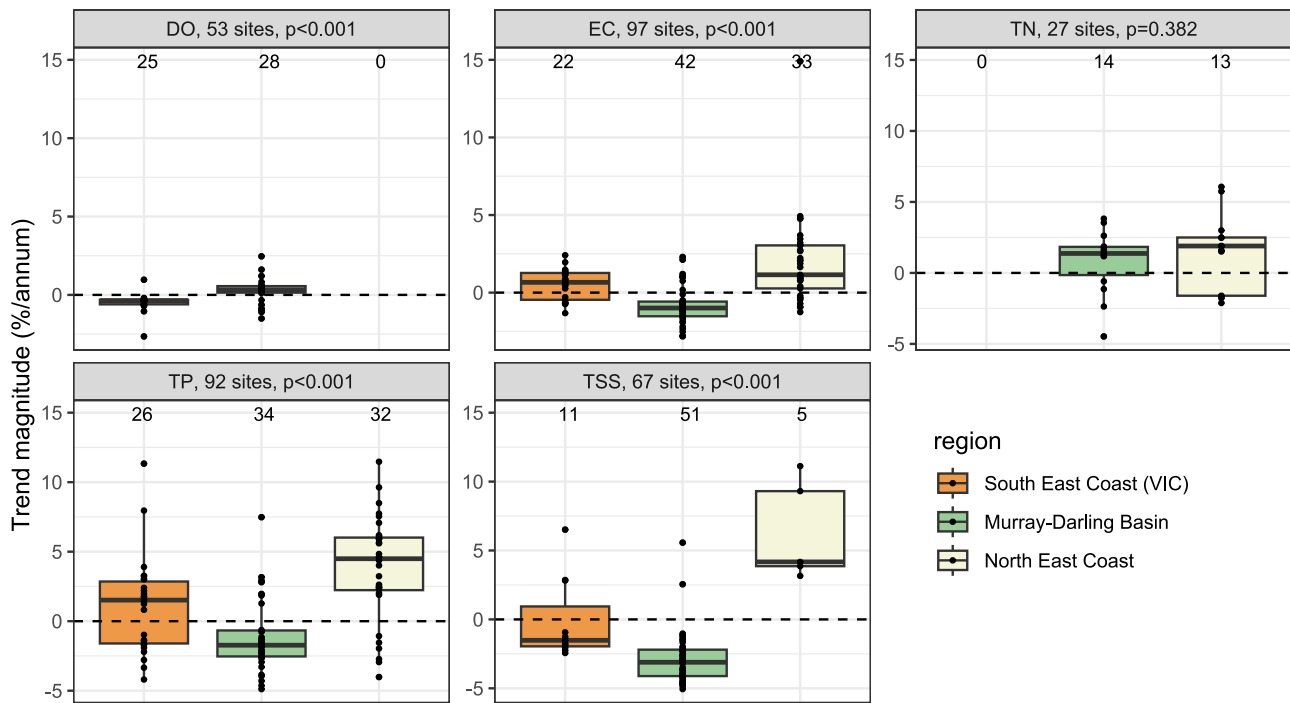 DO, 53 sites, p<0.001
EC, 97 sites, p<0.001
TN, 27 sites, p=0.382
25 28 0
22 42 33
0 14 13
15
10
5
0
15
10
5
0
15
10
5
0
-5
Trend magnitude (%/annum)
TP, 92 sites, p<0.001
TSS, 67 sites, p<0.001
26 34 32
11 51 5
15
10
5
0
-5
15
10
5
0
-5
region
South East Coast (VIC)
Murray-Darling Basin
North East Coast